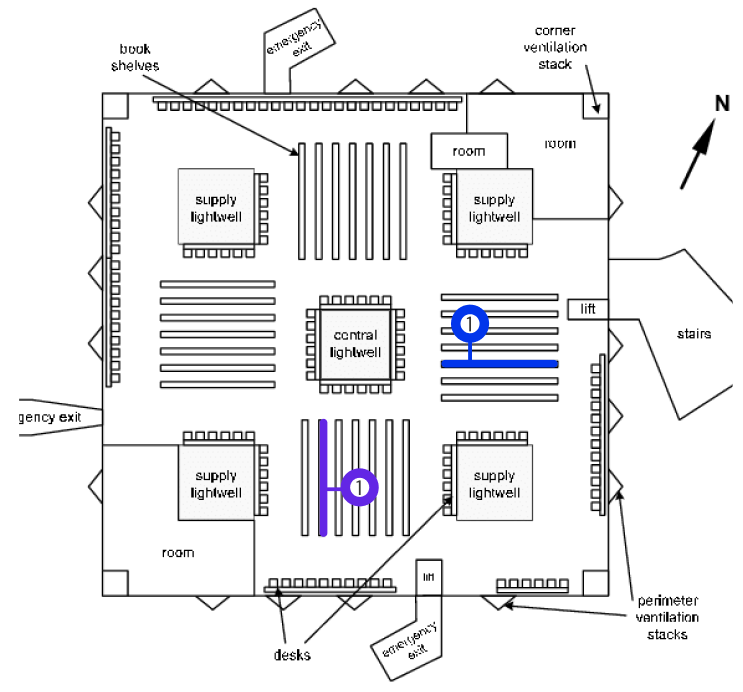 emergency
exit
book
shelves
corner
ventilation
stack
N
room
room
supply
lightwell
supply
lightwell
lift
1
stairs
central
lightwell
gency exit
supply
lightwell
1
supply
lightwell
room
lift
desks
emergency
exit
perimeter
ventilation
stacks